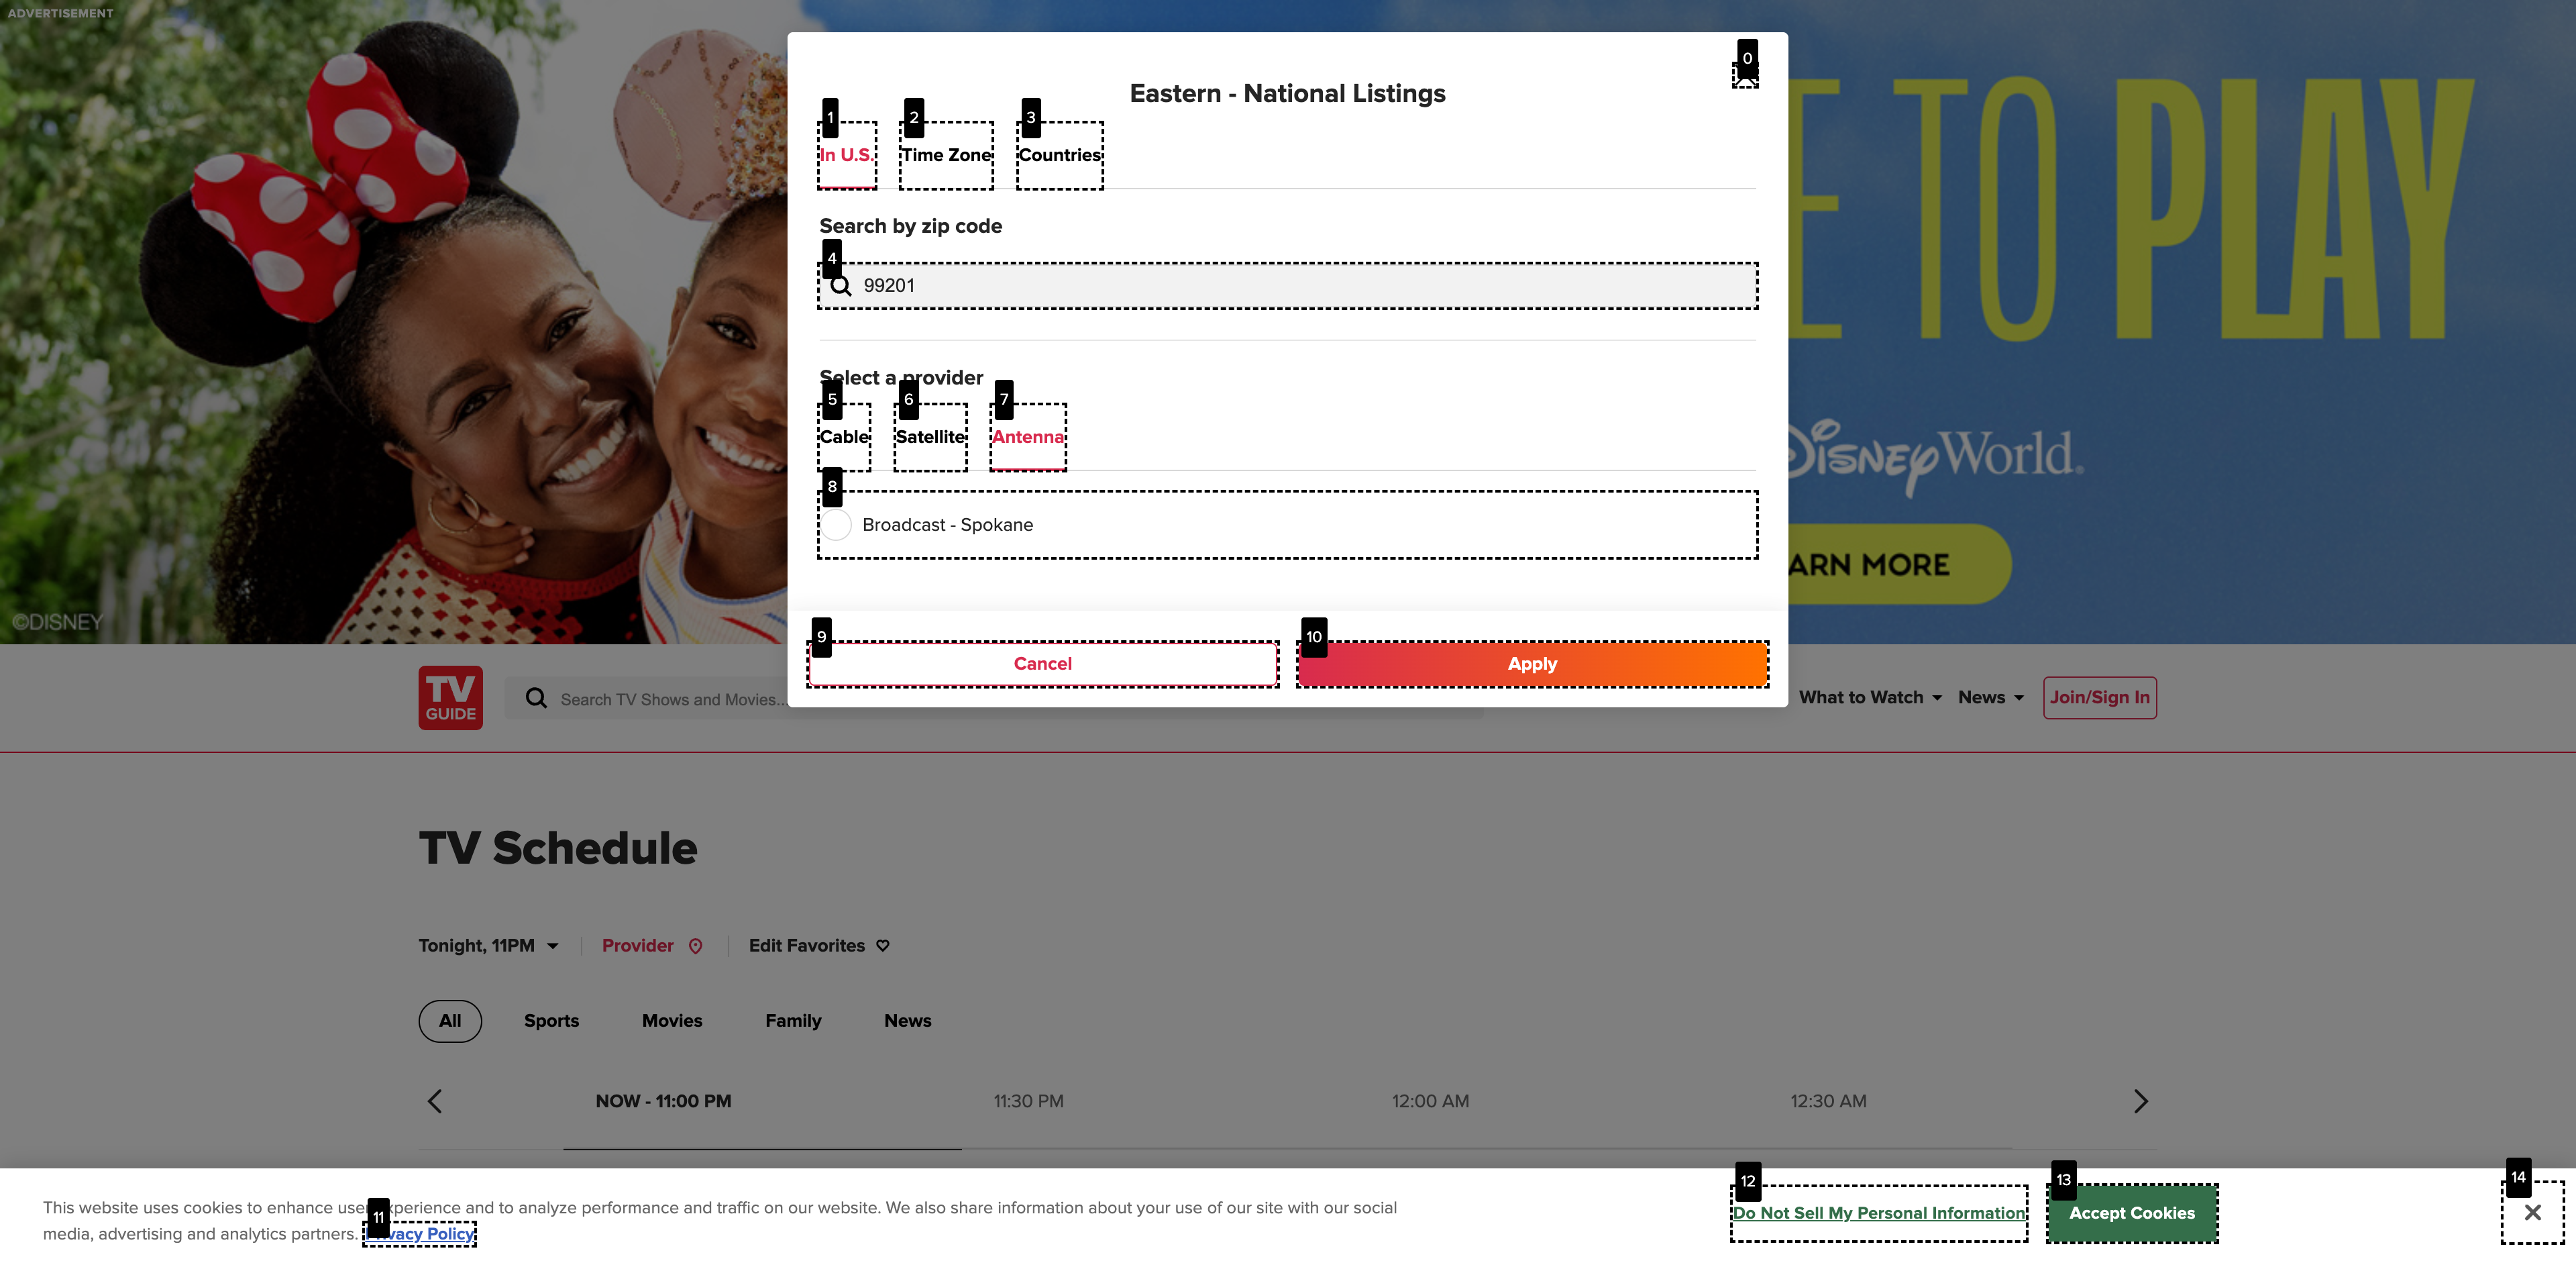 ADVERTISEMENT
0
Eastern - National Listings
1
2
3
In U.S.
Time Zone
Countries
Search by zip code
4
99201
Select a provider
5
6
7
Cable
Satellite
Antenna
8
Broadcast - Spokane
9
10
Cancel
Apply
E TO PLAY
Disney World
ARN MORE
©DISNEY
TV
GUIDE
Search TV Shows and Movies...
What to Watch
News
Join/Sign In
TV Schedule
Tonight, 11PM
Provider
Edit Favorites
All
Sports
Movies
Family
News
NOW - 11:00 PM
11:30 PM
12:00 AM
12:30 AM
This website uses cookies to enhance user experience and to analyze performance and traffic on our website. We also share information about your use of our site with our social
media, advertising and analytics partners. Privacy Policy
11
12
Do Not Sell My Personal Information
13
Accept Cookies
14